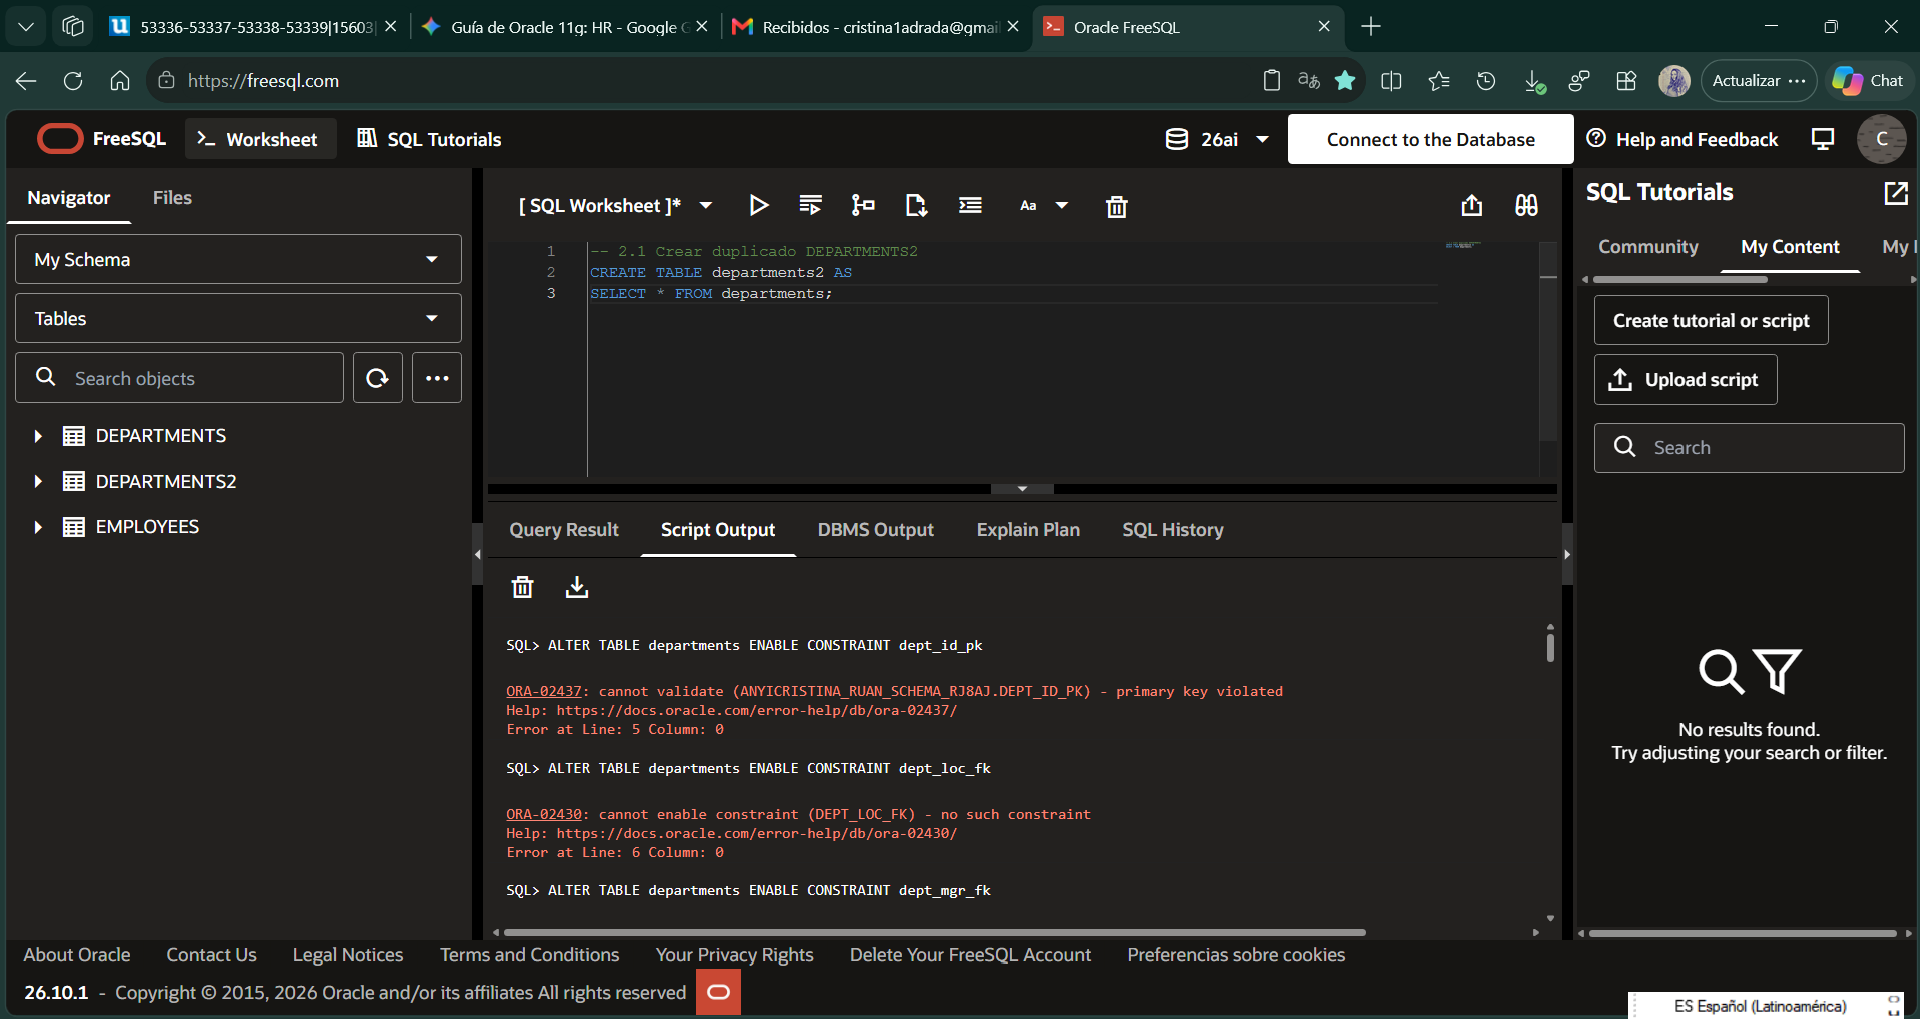 53336-53337-53338-53339|15603|
Guía de Oracle 11g: HR - Google G
Recibidos - cristina1adrada@gmai
Oracle FreeSQL
https://freesql.com
Actualizar
Chat
FreeSQL
Worksheet
SQL Tutorials
26ai
Connect to the Database
Help and Feedback
C
Navigator
Files
My Schema
Tables
Search objects
DEPARTMENTS
DEPARTMENTS2
EMPLOYEES
[ SQL Worksheet ]*
Aa
1 -- 2.1 Crear duplicado DEPARTMENTS2
2 CREATE TABLE departments2 AS
3 SELECT * FROM departments;
Query Result
Script Output
DBMS Output
Explain Plan
SQL History
SQL> ALTER TABLE departments ENABLE CONSTRAINT dept_id_pk
ORA-02437: cannot validate (ANYICRISTINA_RUAN_SCHEMA_RJ8AJ.DEPT_ID_PK) - primary key violated
Help: https://docs.oracle.com/error-help/db/ora-02437/
Error at Line: 5 Column: 0
SQL> ALTER TABLE departments ENABLE CONSTRAINT dept_loc_fk
ORA-02430: cannot enable constraint (DEPT_LOC_FK) - no such constraint
Help: https://docs.oracle.com/error-help/db/ora-02430/
Error at Line: 6 Column: 0
SQL> ALTER TABLE departments ENABLE CONSTRAINT dept_mgr_fk
SQL Tutorials
Community
My Content
My
Create tutorial or script
Upload script
Search
No results found.
Try adjusting your search or filter.
About Oracle
Contact Us
Legal Notices
Terms and Conditions
Your Privacy Rights
Delete Your FreeSQL Account
Preferencias sobre cookies
26.10.1 - Copyright © 2015, 2026 Oracle and/or its affiliates All rights reserved
ES Español (Latinoamérica)